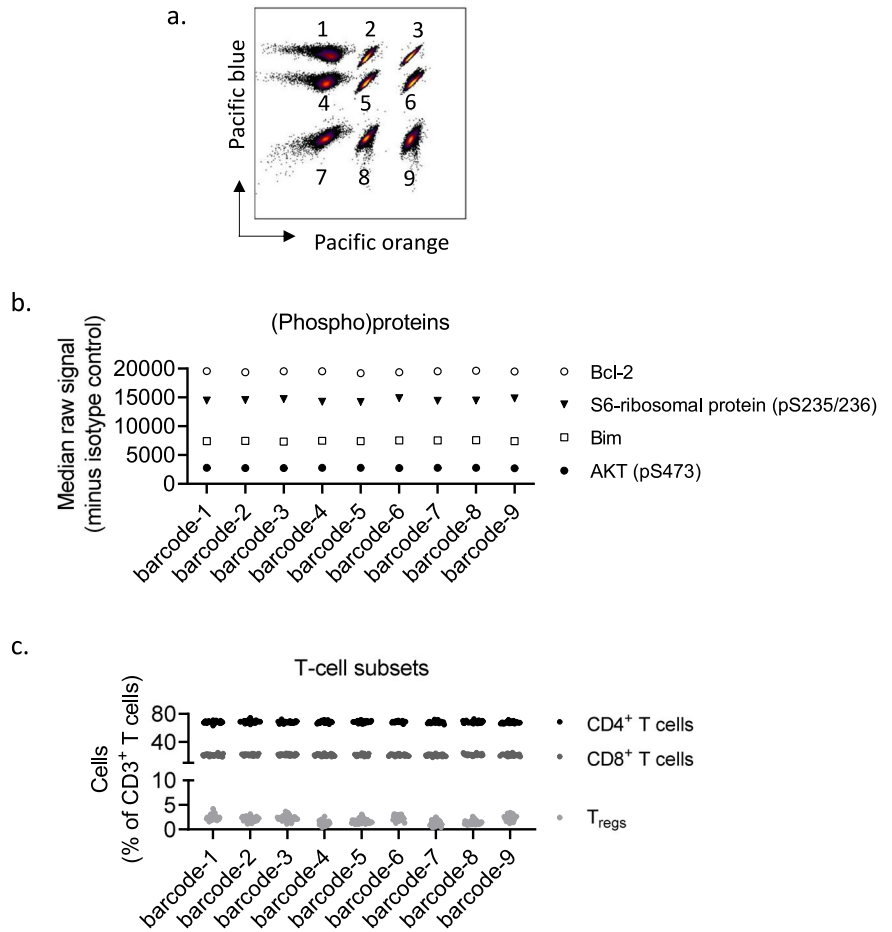 a.
1 2 3
4 5 6
7 8 9
Pacific blue
Pacific orange
b.
(Phospho)proteins
Median raw signal
(minus isotype control)
20000
15000
10000
5000
0
barcode-1
barcode-2
barcode-3
barcode-4
barcode-5
barcode-6
barcode-7
barcode-8
barcode-9
Bcl-2
S6-ribosomal protein (pS235/236)
Bim
AKT (pS473)
c.
T-cell subsets
Cells
(% of CD3⁺ T cells)
80
40
10
5
0
barcode-1
barcode-2
barcode-3
barcode-4
barcode-5
barcode-6
barcode-7
barcode-8
barcode-9
CD4⁺ T cells
CD8⁺ T cells
Tregs